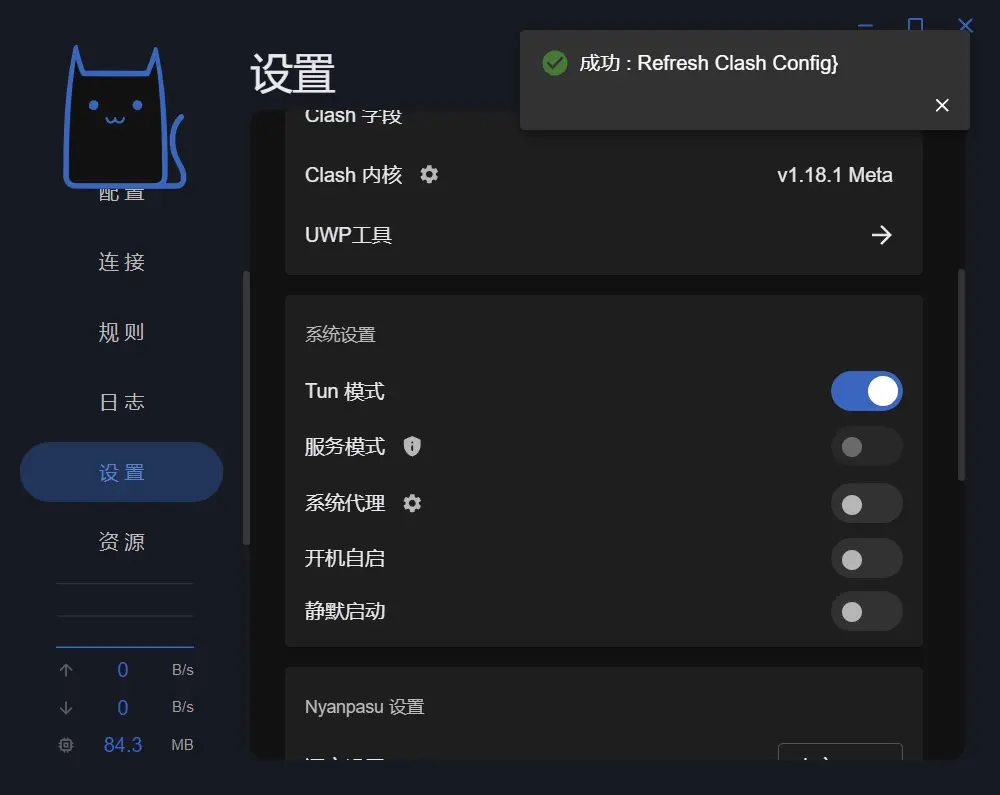 设置
成功 : Refresh Clash Config}
配 置
连 接
规 则
日 志
设 置
资 源
0 B/s
0 B/s
84.3 MB
Clash 字段
Clash 内核 v1.18.1 Meta
UWP工具
系统设置
Tun 模式
服务模式
系统代理
开机自启
静默启动
Nyanpasu 设置